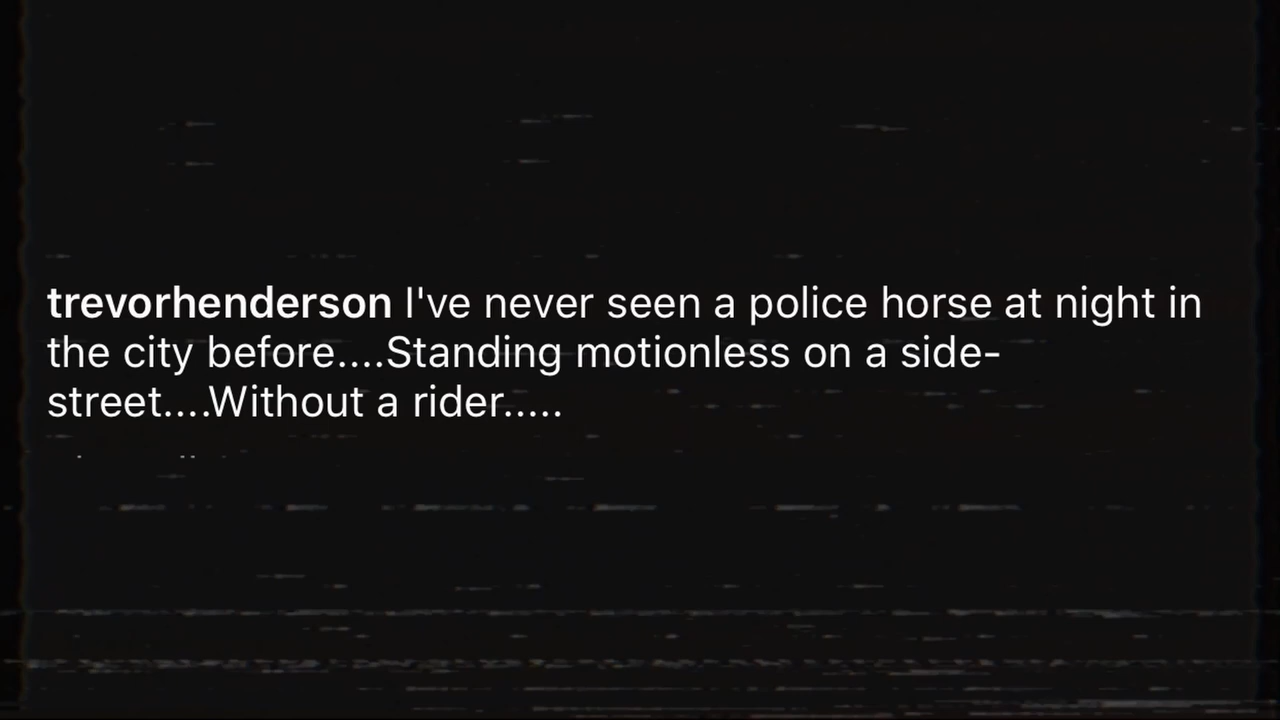 trevorhenderson I've never seen a police horse at night in
the city before....Standing motionless on a side-
street....Without a rider.....